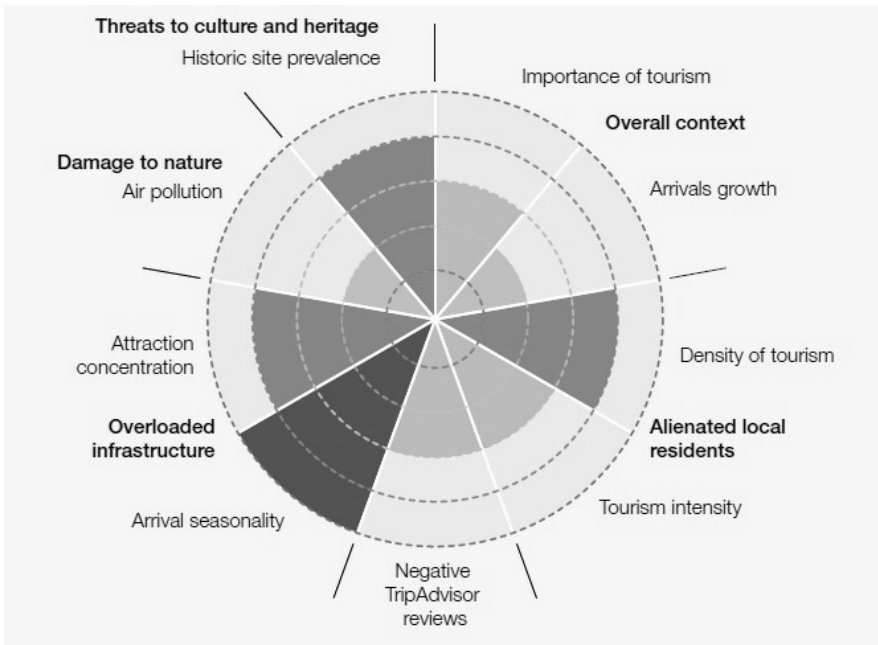 Threats to culture and heritage
Historic site prevalence
Importance of tourism
Overall context
Damage to nature
Air pollution
Arrivals growth
Attraction
concentration
Density of tourism
Overloaded
infrastructure
Alienated local
residents
Arrival seasonality
Tourism intensity
Negative
TripAdvisor
reviews